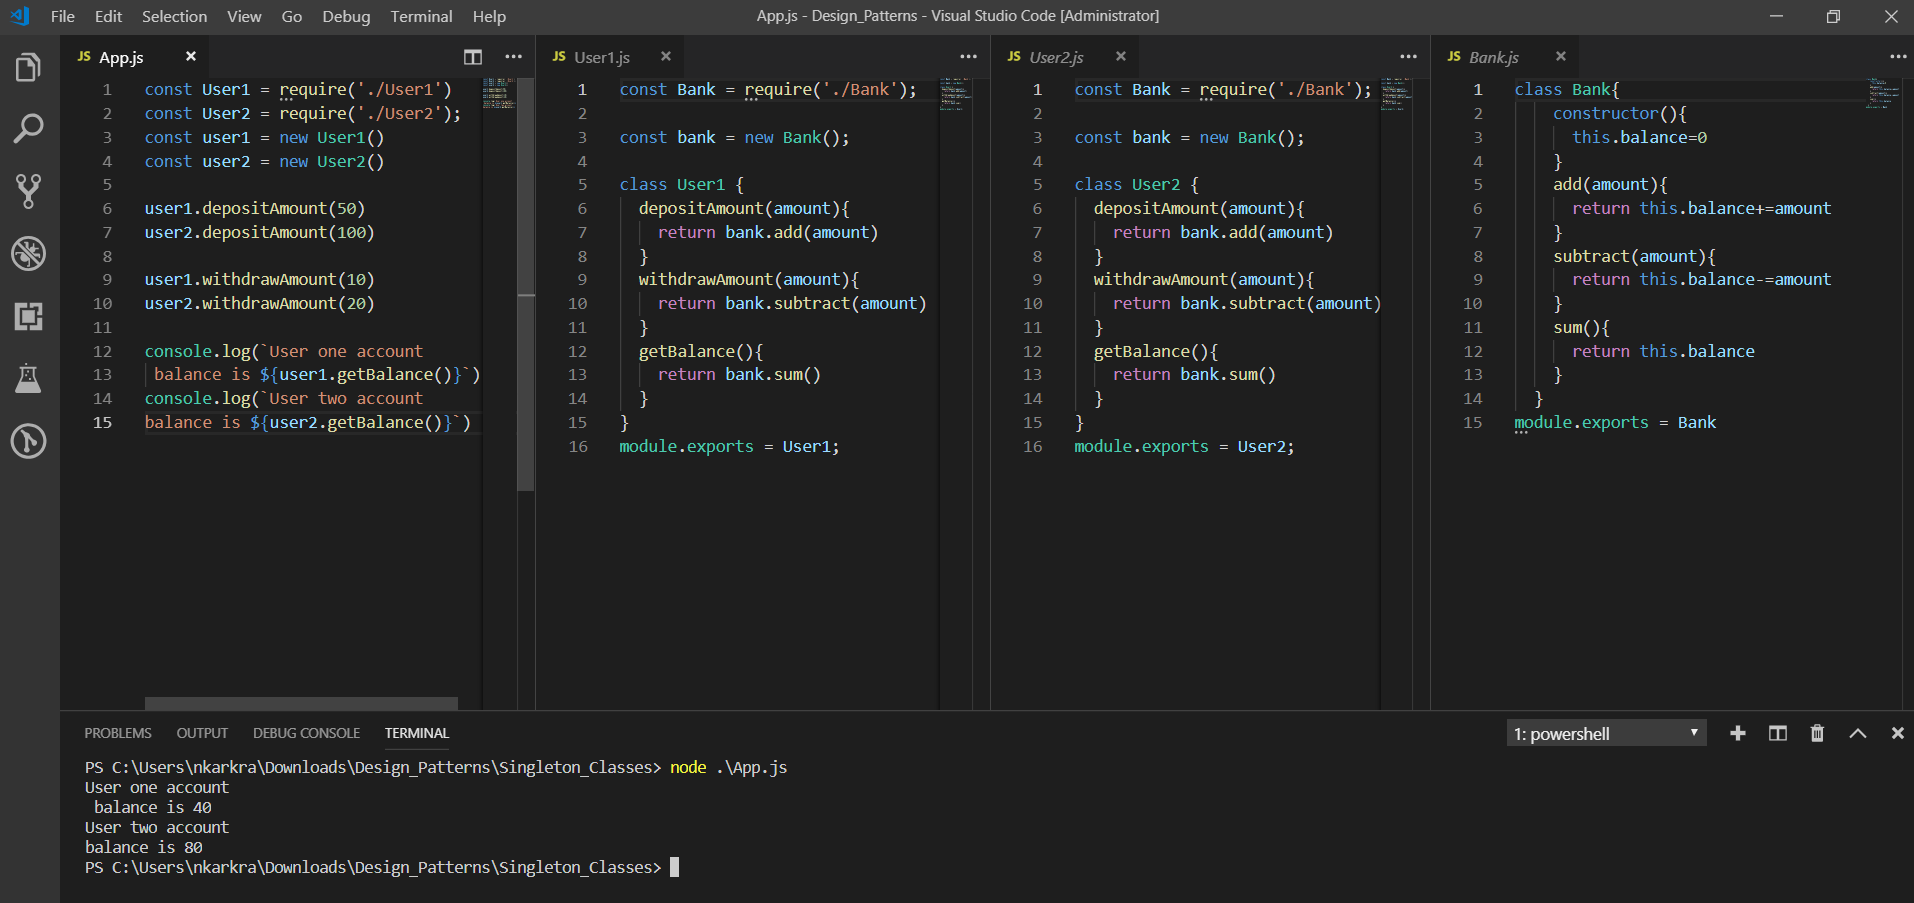 File Edit Selection View Go Debug Terminal Help
App.js - Design_Patterns - Visual Studio Code [Administrator]
JS App.js
1 const User1 = require('./User1')
2 const User2 = require('./User2');
3 const user1 = new User1()
4 const user2 = new User2()
5
6 user1.depositAmount(50)
7 user2.depositAmount(100)
8
9 user1.withdrawAmount(10)
10 user2.withdrawAmount(20)
11
12 console.log(`User one account
13  balance is ${user1.getBalance()}`)
14 console.log(`User two account
15 balance is ${user2.getBalance()}`)
JS User1.js
1 const Bank = require('./Bank');
2
3 const bank = new Bank();
4
5 class User1 {
6   depositAmount(amount){
7     return bank.add(amount)
8   }
9   withdrawAmount(amount){
10     return bank.subtract(amount)
11   }
12   getBalance(){
13     return bank.sum()
14   }
15 }
16 module.exports = User1;
JS User2.js
1 const Bank = require('./Bank');
2
3 const bank = new Bank();
4
5 class User2 {
6   depositAmount(amount){
7     return bank.add(amount)
8   }
9   withdrawAmount(amount){
10     return bank.subtract(amount)
11   }
12   getBalance(){
13     return bank.sum()
14   }
15 }
16 module.exports = User2;
JS Bank.js
1 class Bank{
2     constructor(){
3       this.balance=0
4     }
5     add(amount){
6       return this.balance+=amount
7     }
8     subtract(amount){
9       return this.balance-=amount
10     }
11     sum(){
12       return this.balance
13     }
14   }
15 module.exports = Bank
PROBLEMS OUTPUT DEBUG CONSOLE TERMINAL
1: powershell
PS C:\Users\nkarkra\Downloads\Design_Patterns\Singleton_Classes> node .\App.js
User one account
 balance is 40
User two account
balance is 80
PS C:\Users\nkarkra\Downloads\Design_Patterns\Singleton_Classes>